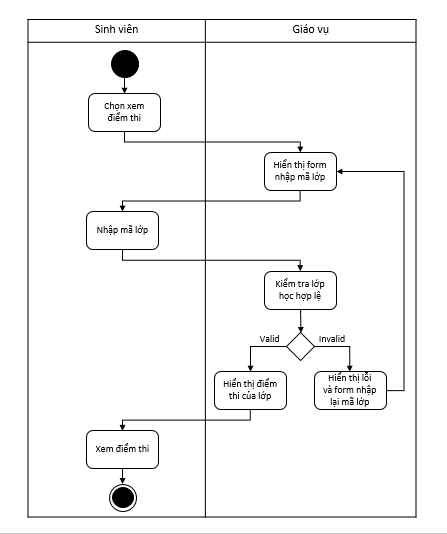 Sinh viên
Giáo vụ
Chọn xem
điểm thi
Hiển thị form
nhập mã lớp
Nhập mã lớp
Kiểm tra lớp
học hợp lệ
Valid
Invalid
Hiển thị điểm
thi của lớp
Hiển thị lỗi
và form nhập
lại mã lớp
Xem điểm thi